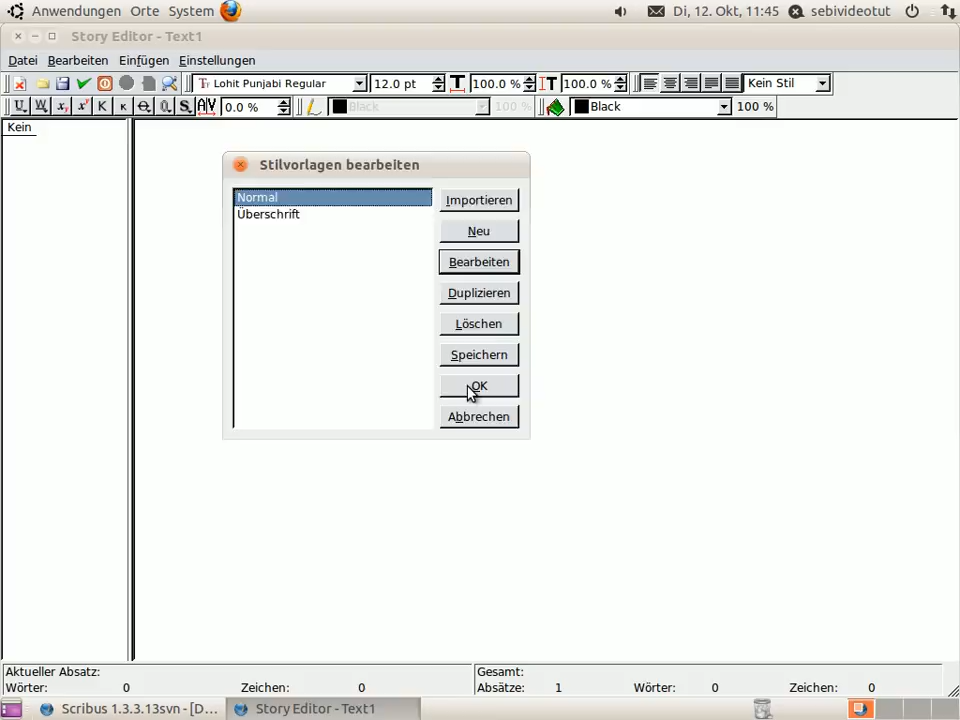 Anwendungen Orte System Di, 12. Okt, 11:45 sebivideotut
Story Editor - Text1
Datei Bearbeiten Einfügen Einstellungen
Lohit Punjabi Regular 12.0 pt 100.0 % 100.0 % Kein Stil
0.0 % Black 100 % Black 100 %
Kein
Stilvorlagen bearbeiten
Normal
Überschrift
Importieren
Neu
Bearbeiten
Duplizieren
Löschen
Speichern
OK
Abbrechen
Aktueller Absatz: Gesamt:
Wörter: 0 Zeichen: 0 Absätze: 1 Wörter: 0 Zeichen: 0
Scribus 1.3.3.13svn - [D... Story Editor - Text1